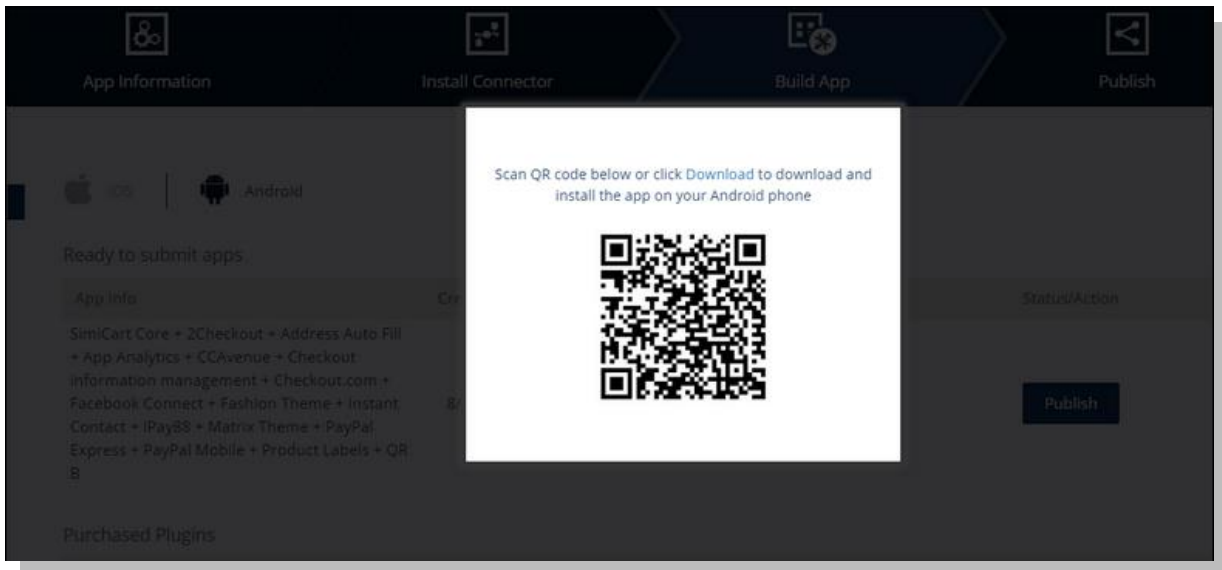 App Information
Install Connector
Build App
Publish
iOS
Android
Scan QR code below or click Download to download and
install the app on your Android phone
Ready to submit apps
App Info
Status/Action
SimiCart Core + 2Checkout + Address Auto Fill
+ App Analytics + CCAvenue + Checkout
information management + Checkout.com +
Facebook Connect + Fashion Theme + Instant
Contact + iPay88 + Matrix Theme + PayPal
Express + PayPal Mobile + Product Labels + QR
B
8/
Publish
Purchased Plugins